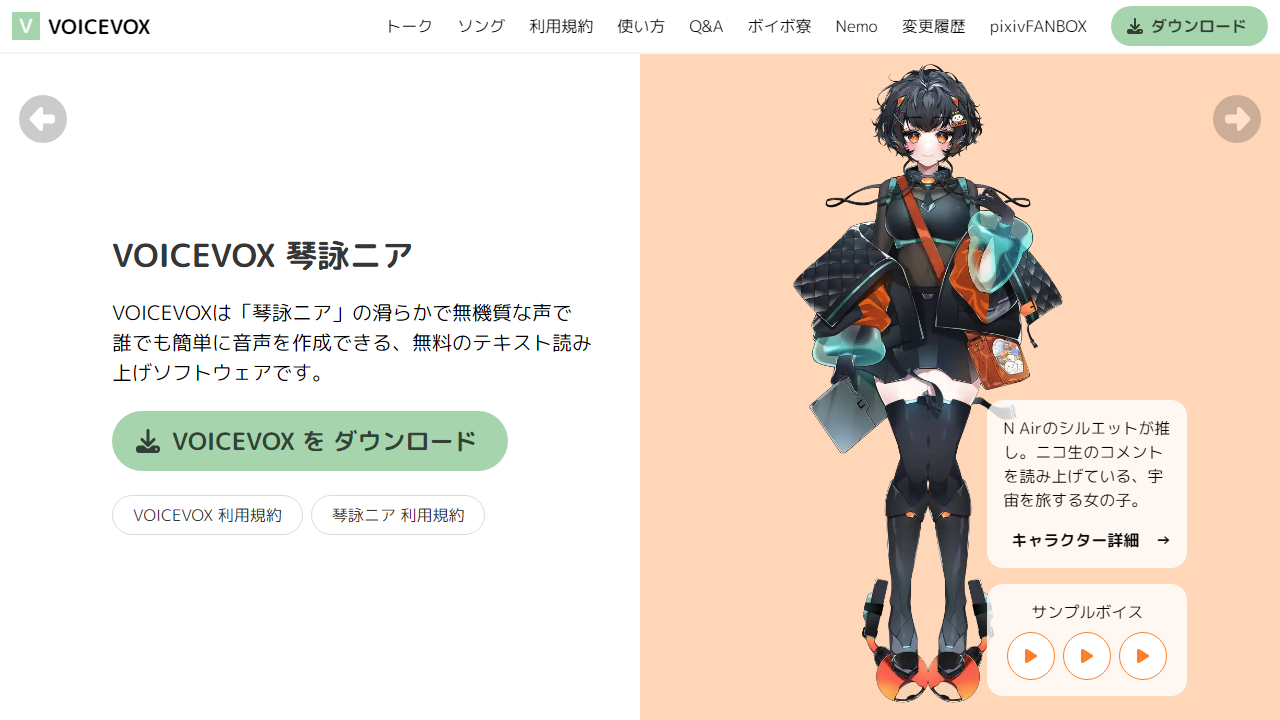 V VOICEVOX
トーク ソング 利用規約 使い方 Q&A ボイボ寮 Nemo 変更履歴 pixivFANBOX ダウンロード
VOICEVOX 琴詠ニア
VOICEVOXは「琴詠ニア」の滑らかで無機質な声で
誰でも簡単に音声を作成できる、無料のテキスト読み
上げソフトウェアです。
VOICEVOX を ダウンロード
VOICEVOX 利用規約
琴詠ニア 利用規約
N Airのシルエットが推
し。ニコ生のコメント
を読み上げている、宇
宙を旅する女の子。
キャラクター詳細 →
サンプルボイス